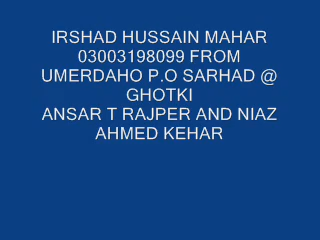 IRSHAD HUSSAIN MAHAR
03003198099 FROM
UMERDAHO P.O SARHAD @
GHOTKI
ANSAR T RAJPER AND NIAZ
AHMED KEHAR